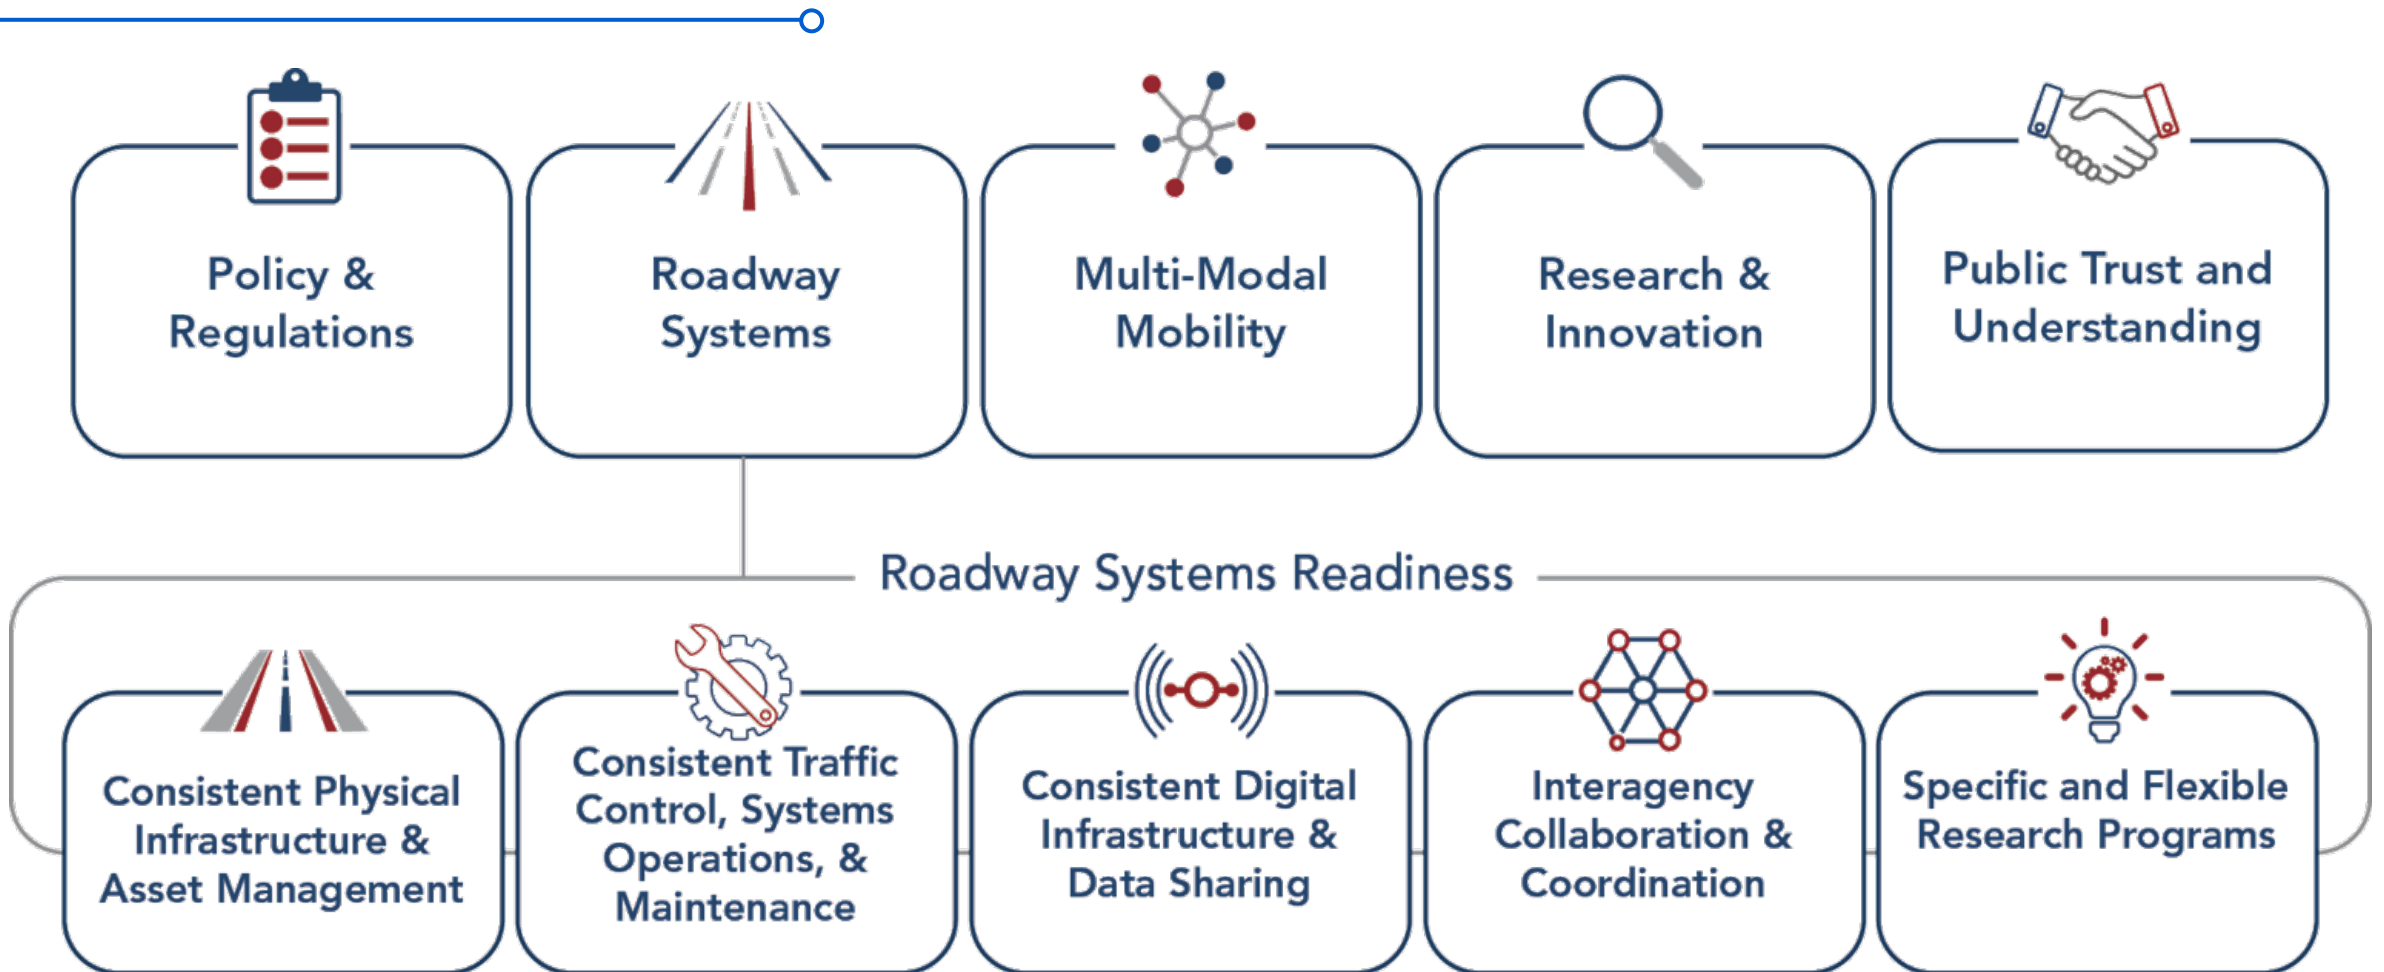 Policy &
Regulations
Roadway
Systems
Multi-Modal
Mobility
Research &
Innovation
Public Trust and
Understanding
Roadway Systems Readiness
Consistent Physical
Infrastructure &
Asset Management
Consistent Traffic
Control, Systems
Operations, &
Maintenance
Consistent Digital
Infrastructure &
Data Sharing
Interagency
Collaboration &
Coordination
Specific and Flexible
Research Programs